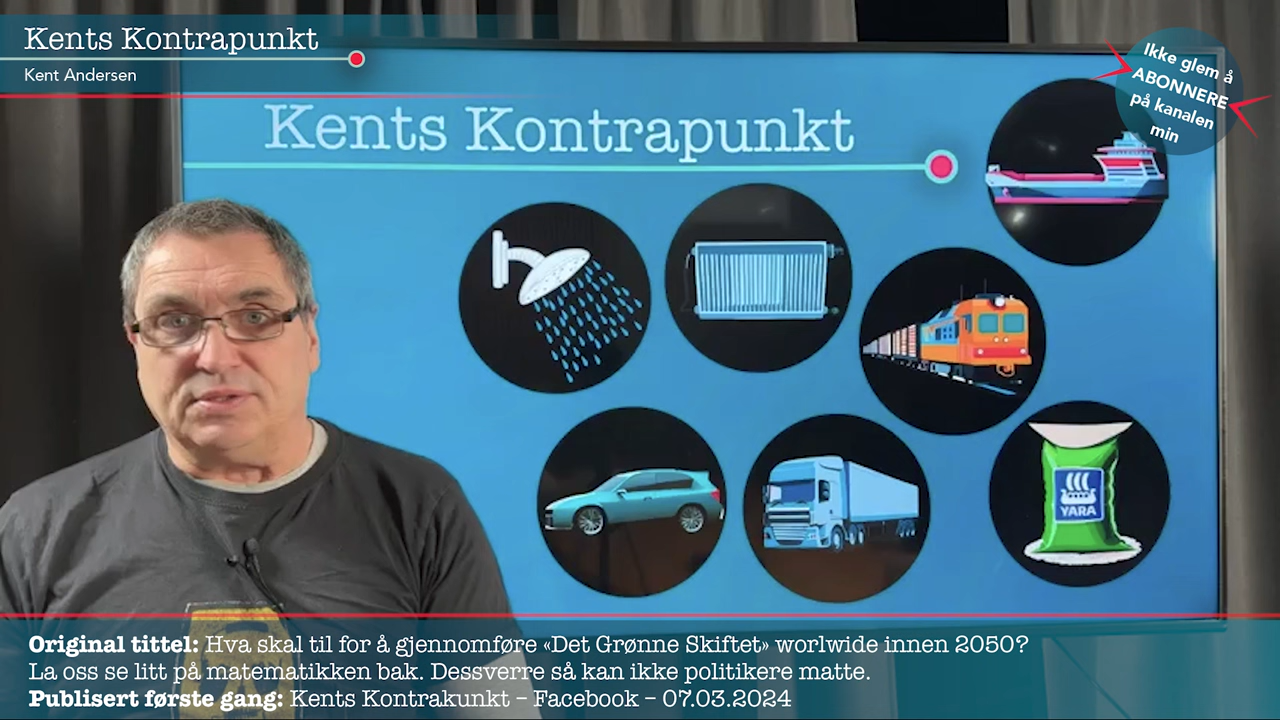 Kents Kontrapunkt
Kent Andersen
Kents Kontrapunkt
Ikke glem å
ABONNERE
på kanalen
min
YARA
Original tittel: Hva skal til for å gjennomføre «Det Grønne Skiftet» worlwide innen 2050?
La oss se litt på matematikken bak. Dessverre så kan ikke politikere matte.
Publisert første gang: Kents Kontrakunkt – Facebook – 07.03.2024